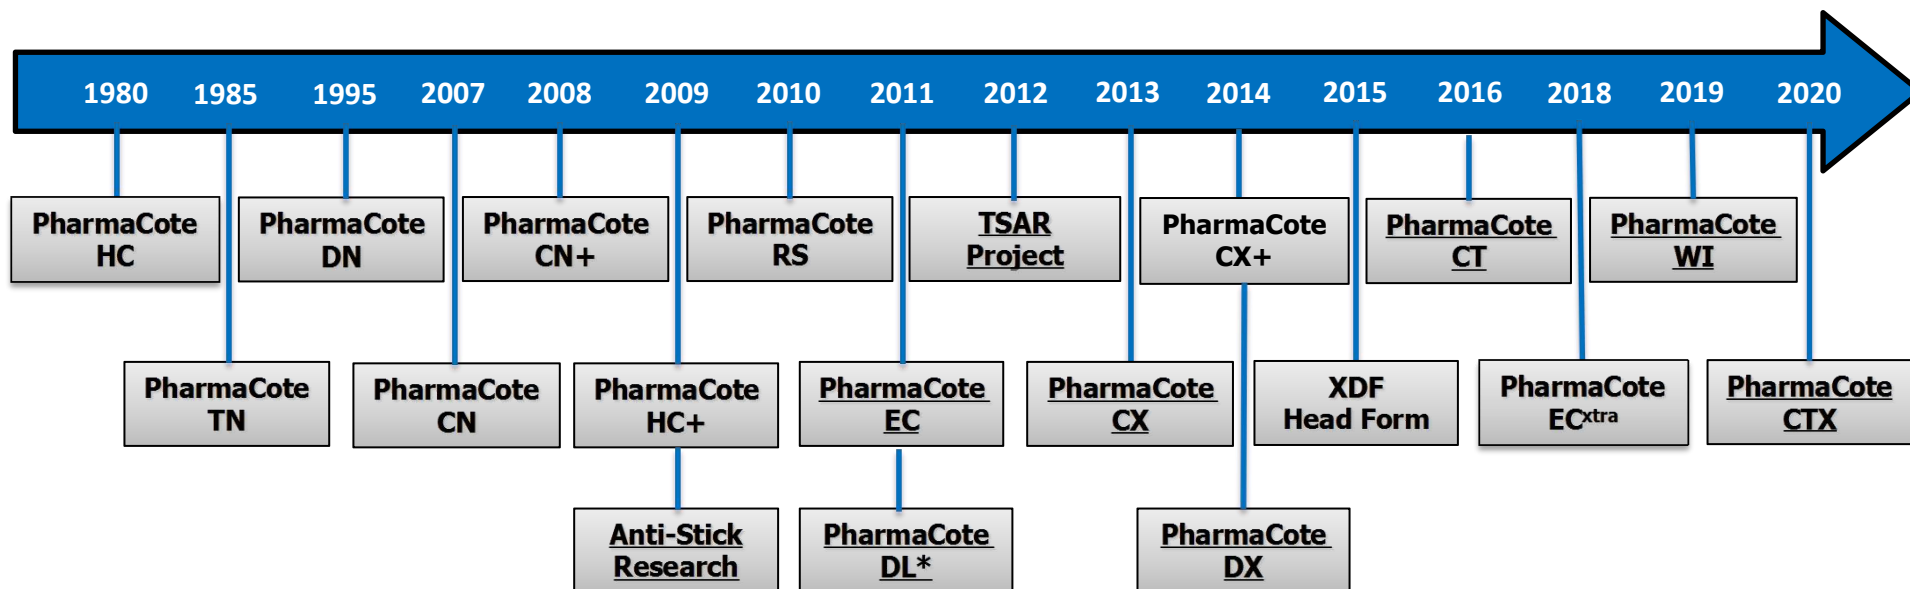 1980 1985 1995 2007 2008 2009 2010 2011 2012 2013 2014 2015 2016 2018 2019 2020
PharmaCote
HC
PharmaCote
DN
PharmaCote
CN+
PharmaCote
RS
TSAR
Project
PharmaCote
CX+
PharmaCote
CT
PharmaCote
WI
PharmaCote
TN
PharmaCote
CN
PharmaCote
HC+
PharmaCote
EC
PharmaCote
CX
XDF
Head Form
PharmaCote
ECxtra
PharmaCote
CTX
Anti-Stick
Research
PharmaCote
DL*
PharmaCote
DX